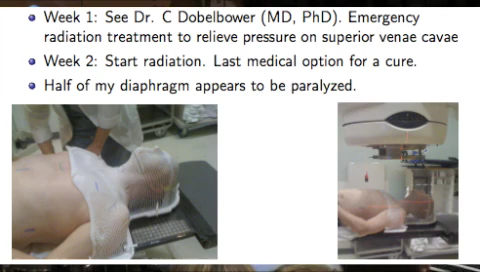 Week 1: See Dr. C Dobelbower (MD, PhD). Emergency
radiation treatment to relieve pressure on superior venae cavae
Week 2: Start radiation. Last medical option for a cure.
Half of my diaphragm appears to be paralyzed.